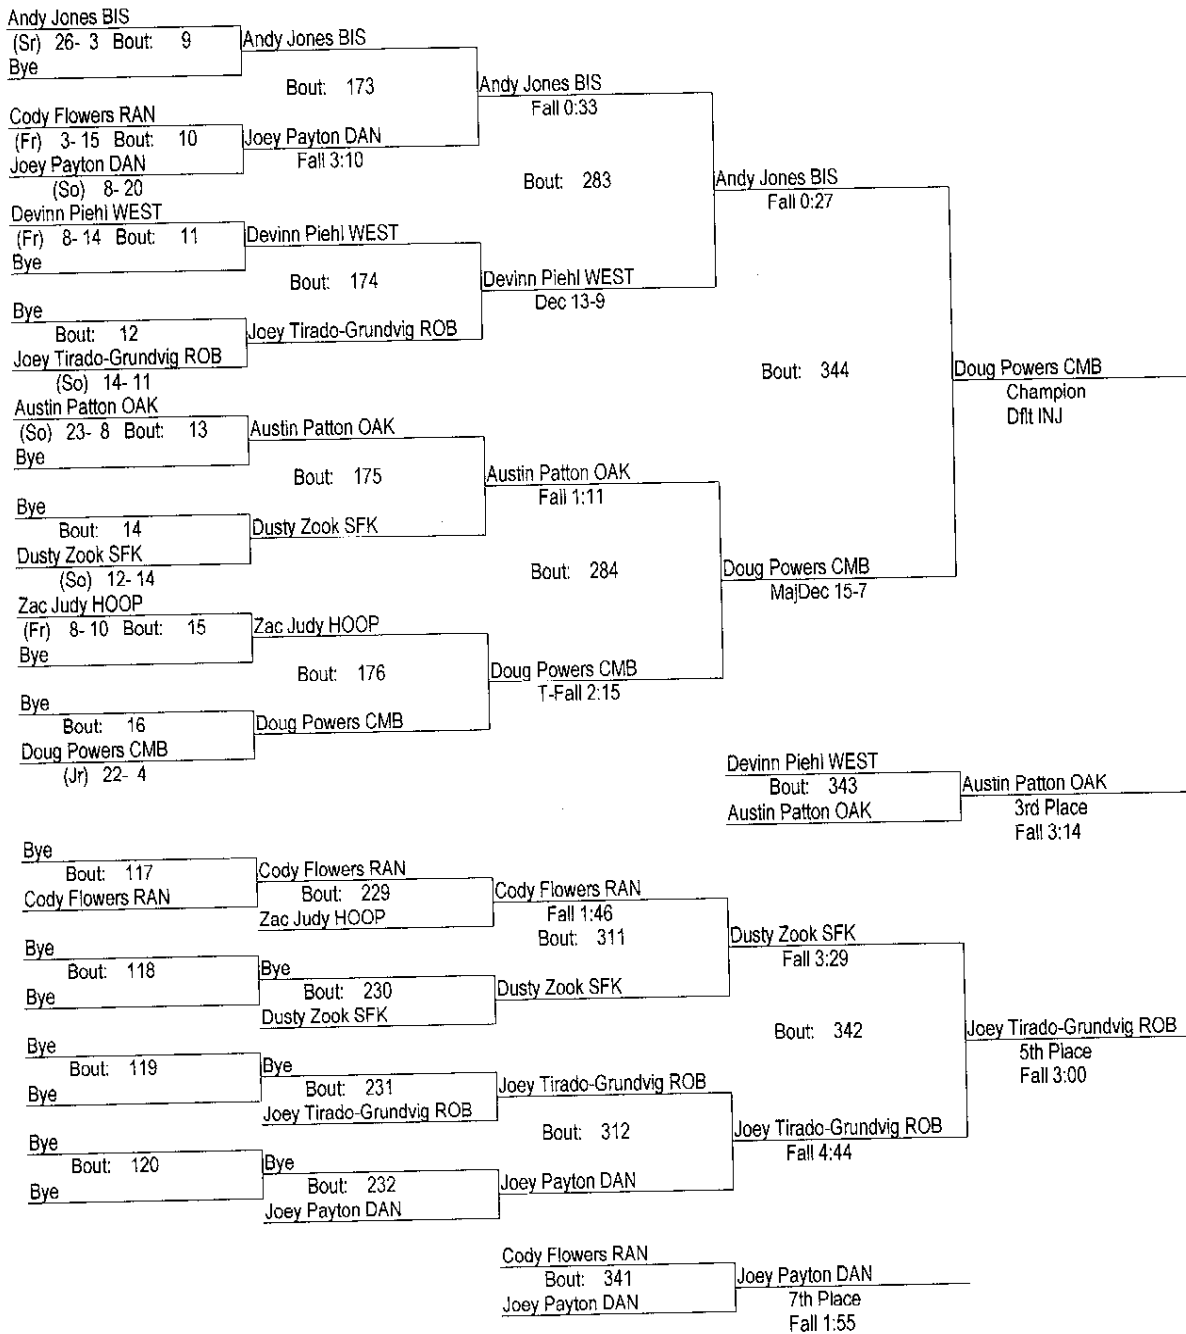 Andy Jones BIS
(Sr) 26- 3 Bout: 9
Bye
Andy Jones BIS
Bout: 173
Cody Flowers RAN
(Fr) 3- 15 Bout: 10
Joey Payton DAN
(So) 8- 20
Joey Payton DAN
Fall 3:10
Andy Jones BIS
Fall 0:33
Bout: 283
Devinn Piehl WEST
(Fr) 8- 14 Bout: 11
Bye
Devinn Piehl WEST
Bout: 174
Bye
Bout: 12
Joey Tirado-Grundvig ROB
(So) 14- 11
Joey Tirado-Grundvig ROB
Devinn Piehl WEST
Dec 13-9
Andy Jones BIS
Fall 0:27
Bout: 344
Austin Patton OAK
(So) 23- 8 Bout: 13
Bye
Austin Patton OAK
Bout: 175
Bye
Bout: 14
Dusty Zook SFK
(So) 12- 14
Dusty Zook SFK
Austin Patton OAK
Fall 1:11
Bout: 284
Zac Judy HOOP
(Fr) 8- 10 Bout: 15
Bye
Zac Judy HOOP
Bout: 176
Bye
Bout: 16
Doug Powers CMB
(Jr) 22- 4
Doug Powers CMB
Doug Powers CMB
T-Fall 2:15
Doug Powers CMB
MajDec 15-7
Doug Powers CMB
Champion
Dflt INJ
Devinn Piehl WEST
Bout: 343
Austin Patton OAK
Austin Patton OAK
3rd Place
Fall 3:14
Bye
Bout: 117
Cody Flowers RAN
Cody Flowers RAN
Bout: 229
Zac Judy HOOP
Cody Flowers RAN
Fall 1:46
Bout: 311
Bye
Bout: 118
Bye
Bye
Bout: 230
Dusty Zook SFK
Dusty Zook SFK
Dusty Zook SFK
Fall 3:29
Bout: 342
Bye
Bout: 119
Bye
Bye
Bout: 231
Joey Tirado-Grundvig ROB
Joey Tirado-Grundvig ROB
Bout: 312
Bye
Bout: 120
Bye
Bye
Bout: 232
Joey Payton DAN
Joey Payton DAN
Joey Tirado-Grundvig ROB
Fall 4:44
Joey Tirado-Grundvig ROB
5th Place
Fall 3:00
Cody Flowers RAN
Bout: 341
Joey Payton DAN
Joey Payton DAN
7th Place
Fall 1:55